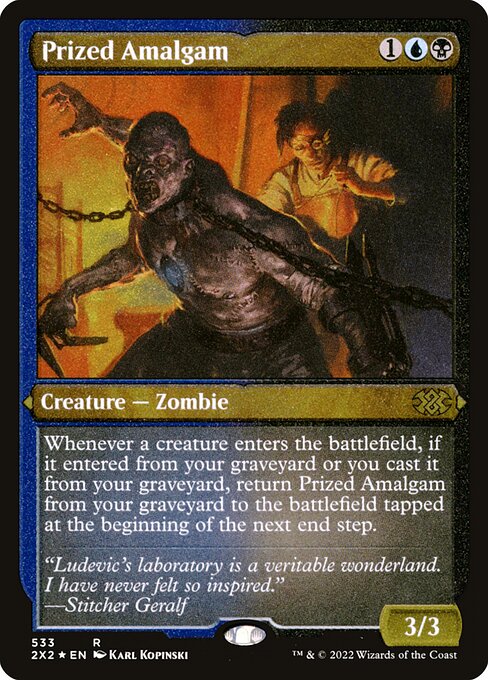 Prized Amalgam 1
Creature — Zombie
Whenever a creature enters the battlefield, if
it entered from your graveyard or you cast it
from your graveyard, return Prized Amalgam
from your graveyard to the battlefield tapped
at the beginning of the next end step.
“Ludevic’s laboratory is a veritable wonderland.
I have never felt so inspired.”
—Stitcher Geralf
3/3
533 R
2X2 ★ EN Karl Kopinski ™ & © 2022 Wizards of the Coast